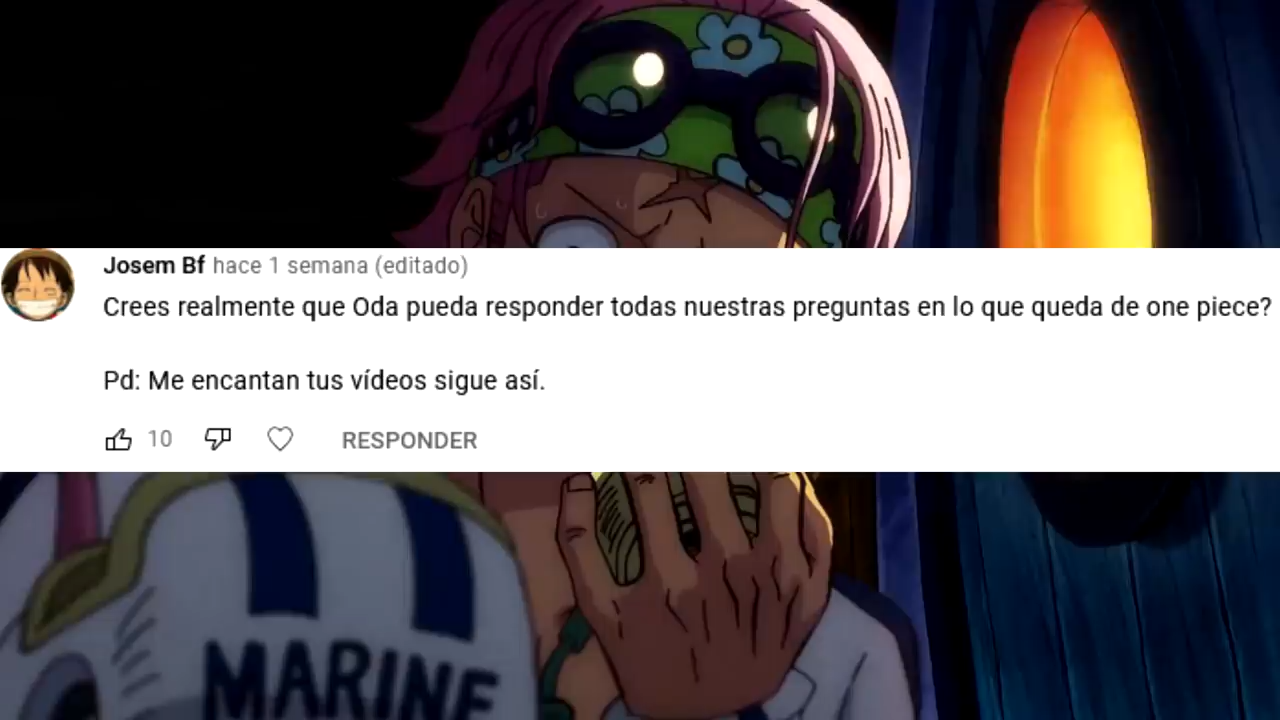 Josem Bf hace 1 semana (editado)
Crees realmente que Oda pueda responder todas nuestras preguntas en lo que queda de one piece?
Pd: Me encantan tus vídeos sigue así.
10 RESPONDER
MARINE